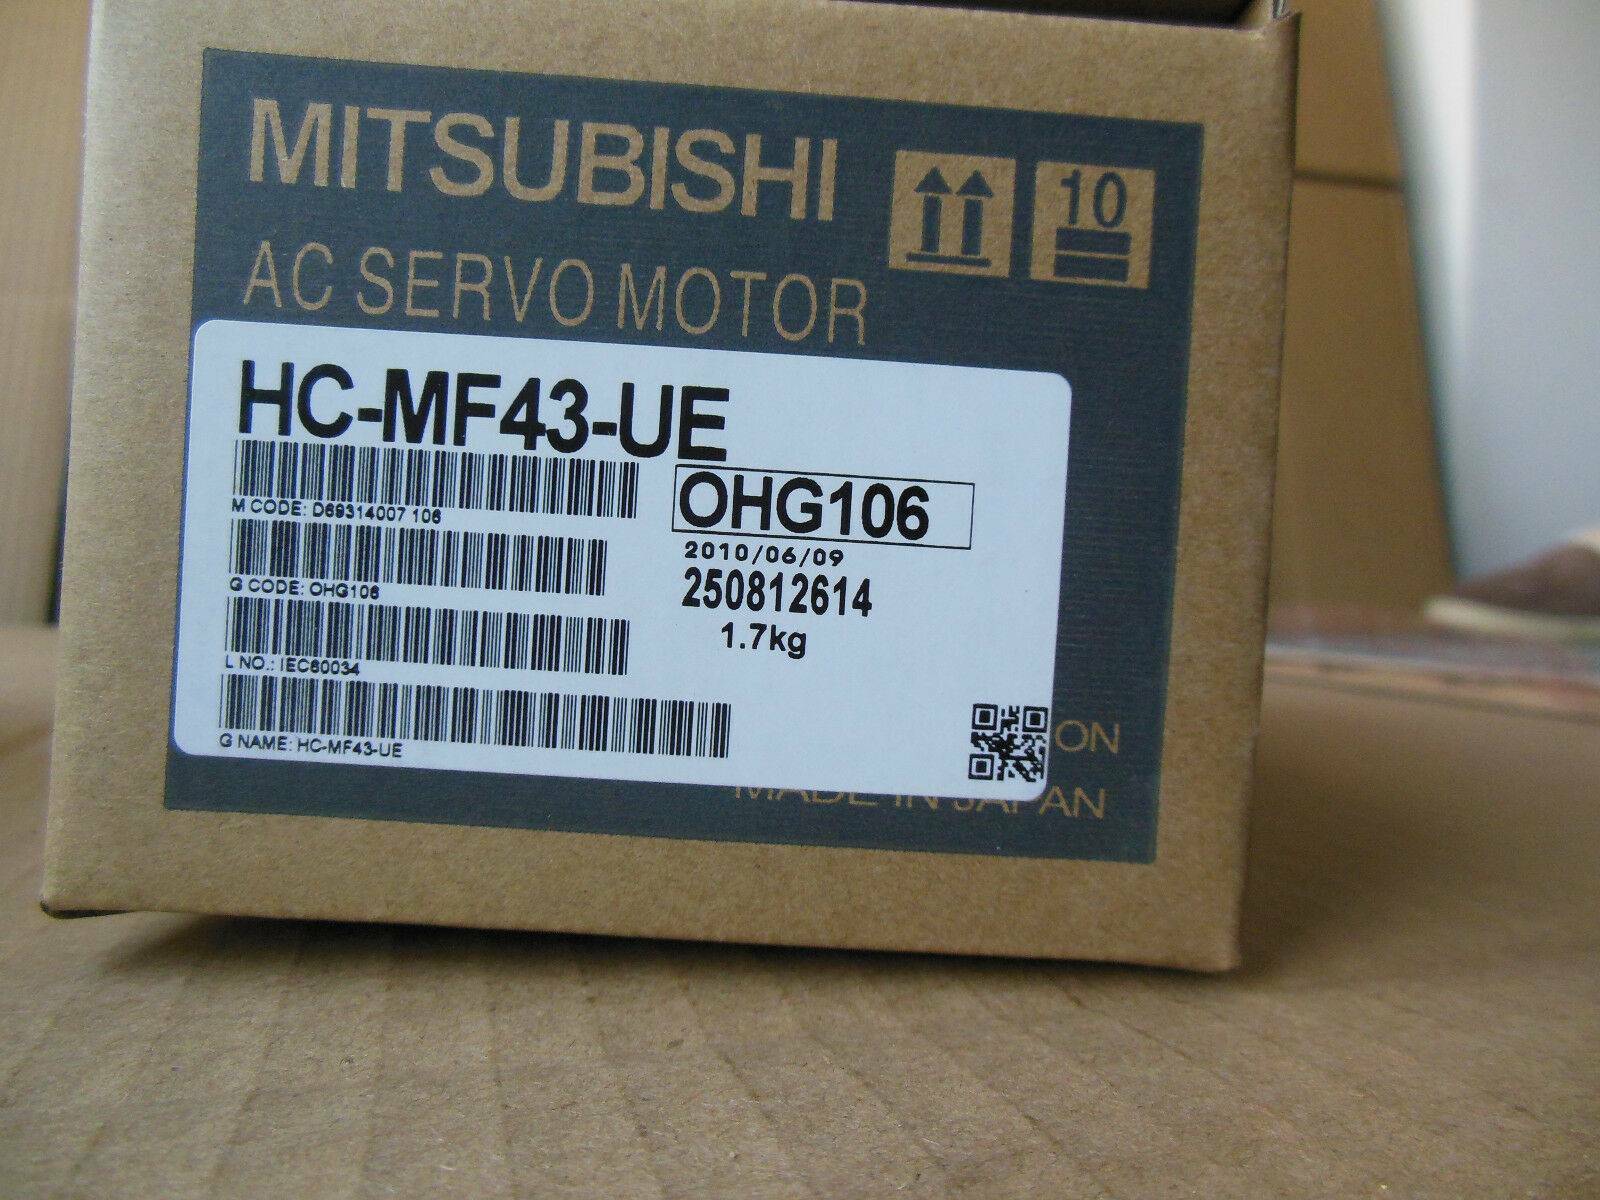 MITSUBISHI
10
AC SERVO MOTOR
HC-MF43-UE
M CODE: D69314007 106
OHG106
2010/06/09
G CODE: OHG106
250812614
1.7kg
L NO.: IEC60034
G NAME: HC-MF43-UE
ON
MADE IN JAPAN